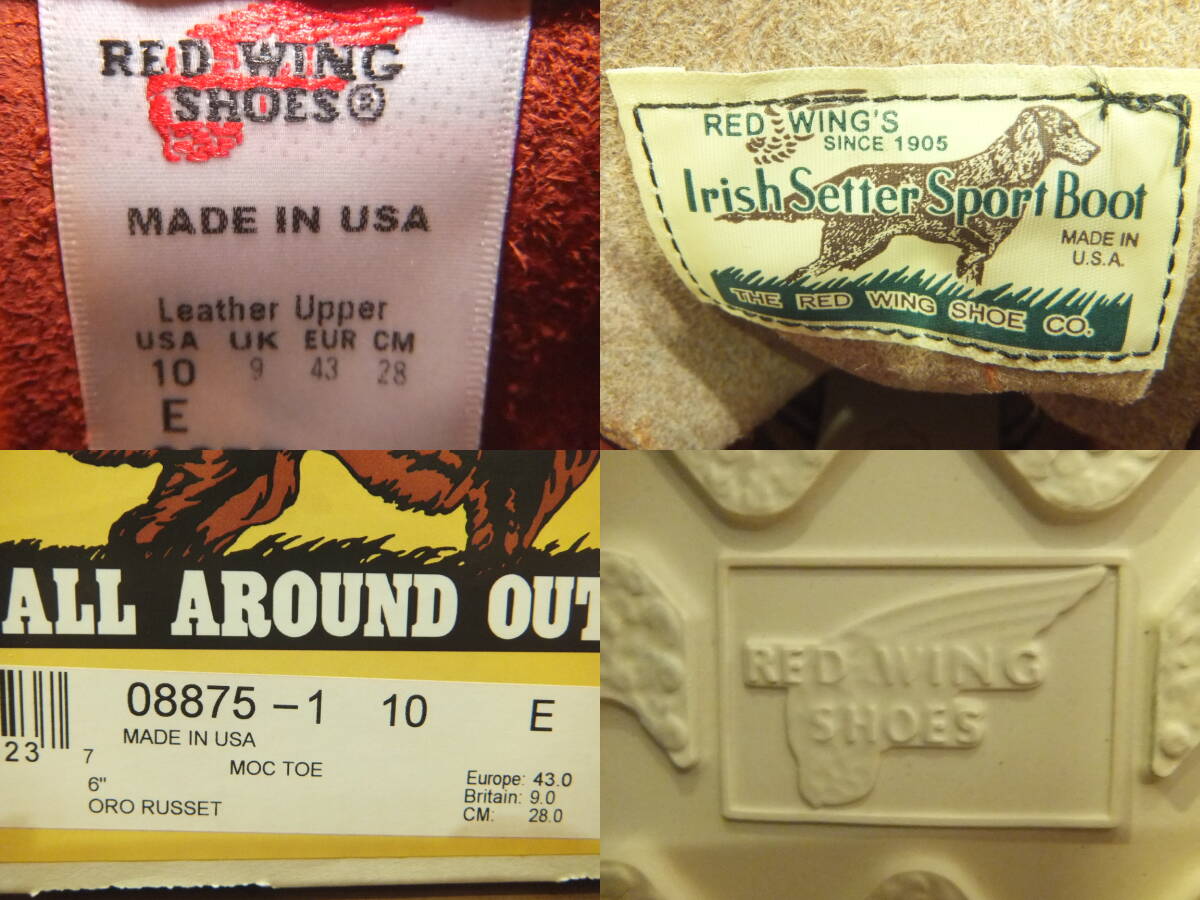 RED WING
SHOES®
MADE IN USA
Leather Upper
USA UK EUR CM
10 9 43 28
E
RED WING'S
SINCE 1905
Irish Setter Sport Boot
MADE IN
U.S.A.
THE RED WING SHOE CO.
ALL AROUND OUT
08875-1 10 E
23 7
MADE IN USA
MOC TOE
6"
ORO RUSSET
Europe: 43.0
Britain: 9.0
CM: 28.0
RED WING
SHOES